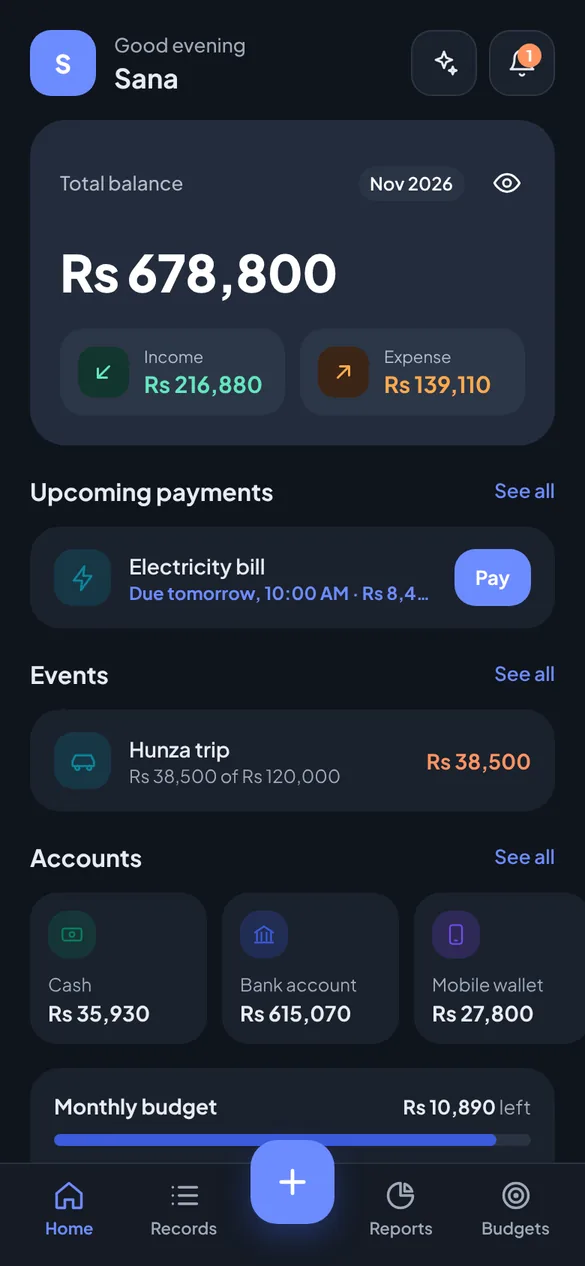 S
Good evening
Sana
1
Total balance
Nov 2026
Rs 678,800
Income
Rs 216,880
Expense
Rs 139,110
Upcoming payments
See all
Electricity bill
Due tomorrow, 10:00 AM · Rs 8,4…
Pay
Events
See all
Hunza trip
Rs 38,500 of Rs 120,000
Rs 38,500
Accounts
See all
Cash
Rs 35,930
Bank account
Rs 615,070
Mobile wallet
Rs 27,800
Monthly budget
Rs 10,890 left
Home
Records
Reports
Budgets